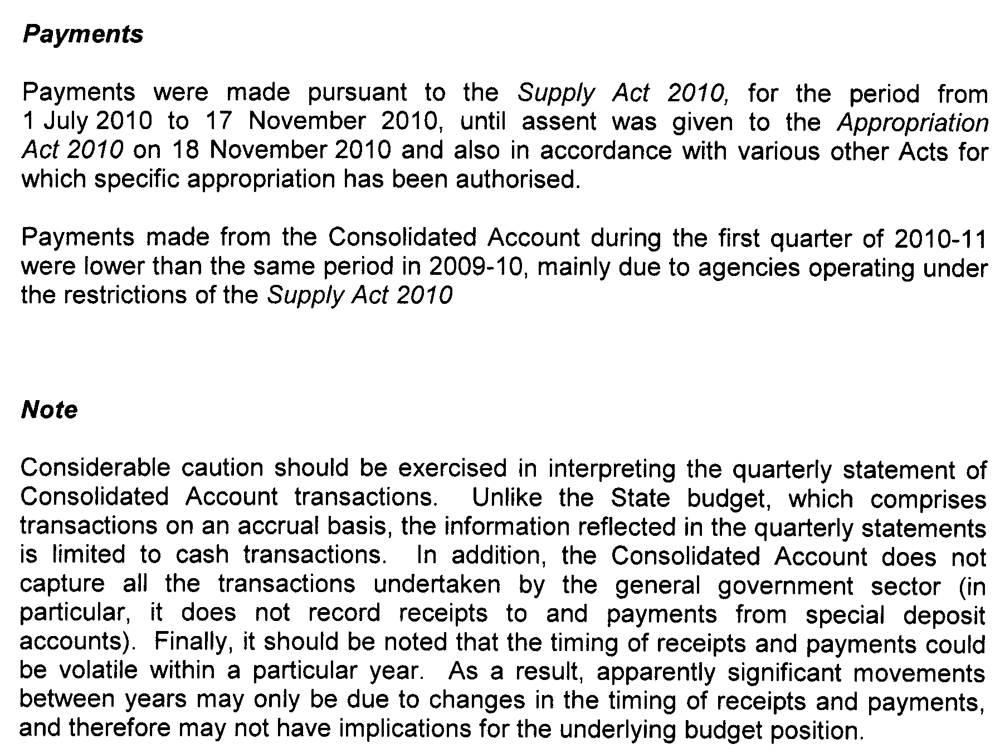 Payments
Payments were made pursuant to the Supply Act 2010, for the period from
1 July 2010 to 17 November 2010, until assent was given to the Appropriation
Act 2010 on 18 November 2010 and also in accordance with various other Acts for
which specific appropriation has been authorised.
Payments made from the Consolidated Account during the first quarter of 2010-11
were lower than the same period in 2009-10, mainly due to agencies operating under
the restrictions of the Supply Act 2010
Note
Considerable caution should be exercised in interpreting the quarterly statement of
Consolidated Account transactions. Unlike the State budget, which comprises
transactions on an accrual basis, the information reflected in the quarterly statements
is limited to cash transactions. In addition, the Consolidated Account does not
capture all the transactions undertaken by the general government sector (in
particular, it does not record receipts to and payments from special deposit
accounts). Finally, it should be noted that the timing of receipts and payments could
be volatile within a particular year. As a result, apparently significant movements
between years may only be due to changes in the timing of receipts and payments,
and therefore may not have implications for the underlying budget position.